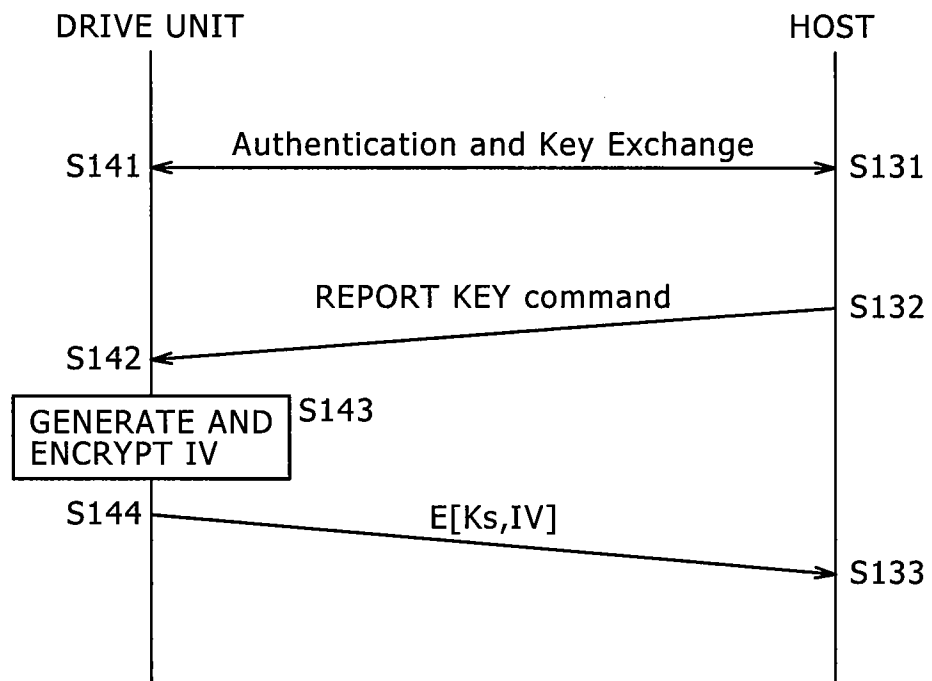 DRIVE UNIT
HOST
Authentication and Key Exchange
S141
S131
REPORT KEY command
S132
S142
S143
GENERATE AND
ENCRYPT IV
S144
E[Ks,IV]
S133